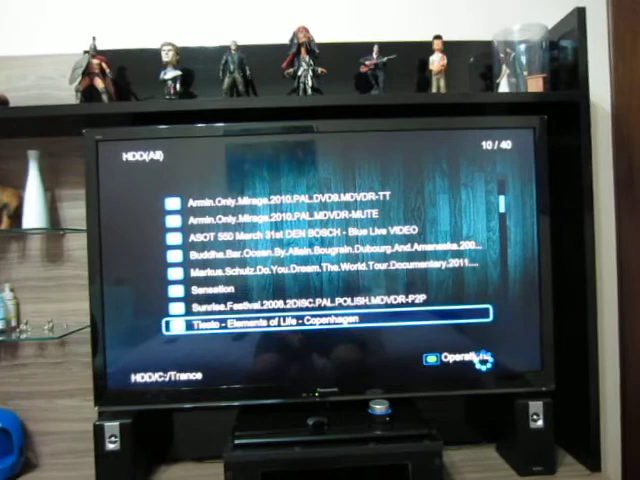 HDD(All)
10 / 40
Armin.Only.Mirage.2010.PAL.DVD9.MDVDR-TT
Armin.Only.Mirage.2010.PAL.MDVDR-MUTE
ASOT 550 March 31st DEN BOSCH - Blue Live VIDEO
Buddha.Bar.Ocean.By.Allain.Bougrain.Dubourg.And.Amanaska.200...
Markus.Schulz.Do.You.Dream.The.World.Tour.Documentary.2011....
Sensation
Sunrise.Festival.2006.2DISC.PAL.POLISH.MDVDR-P2P
Tiesto - Elements of Life - Copenhagen
HDD/C:/Trance
Panasonic